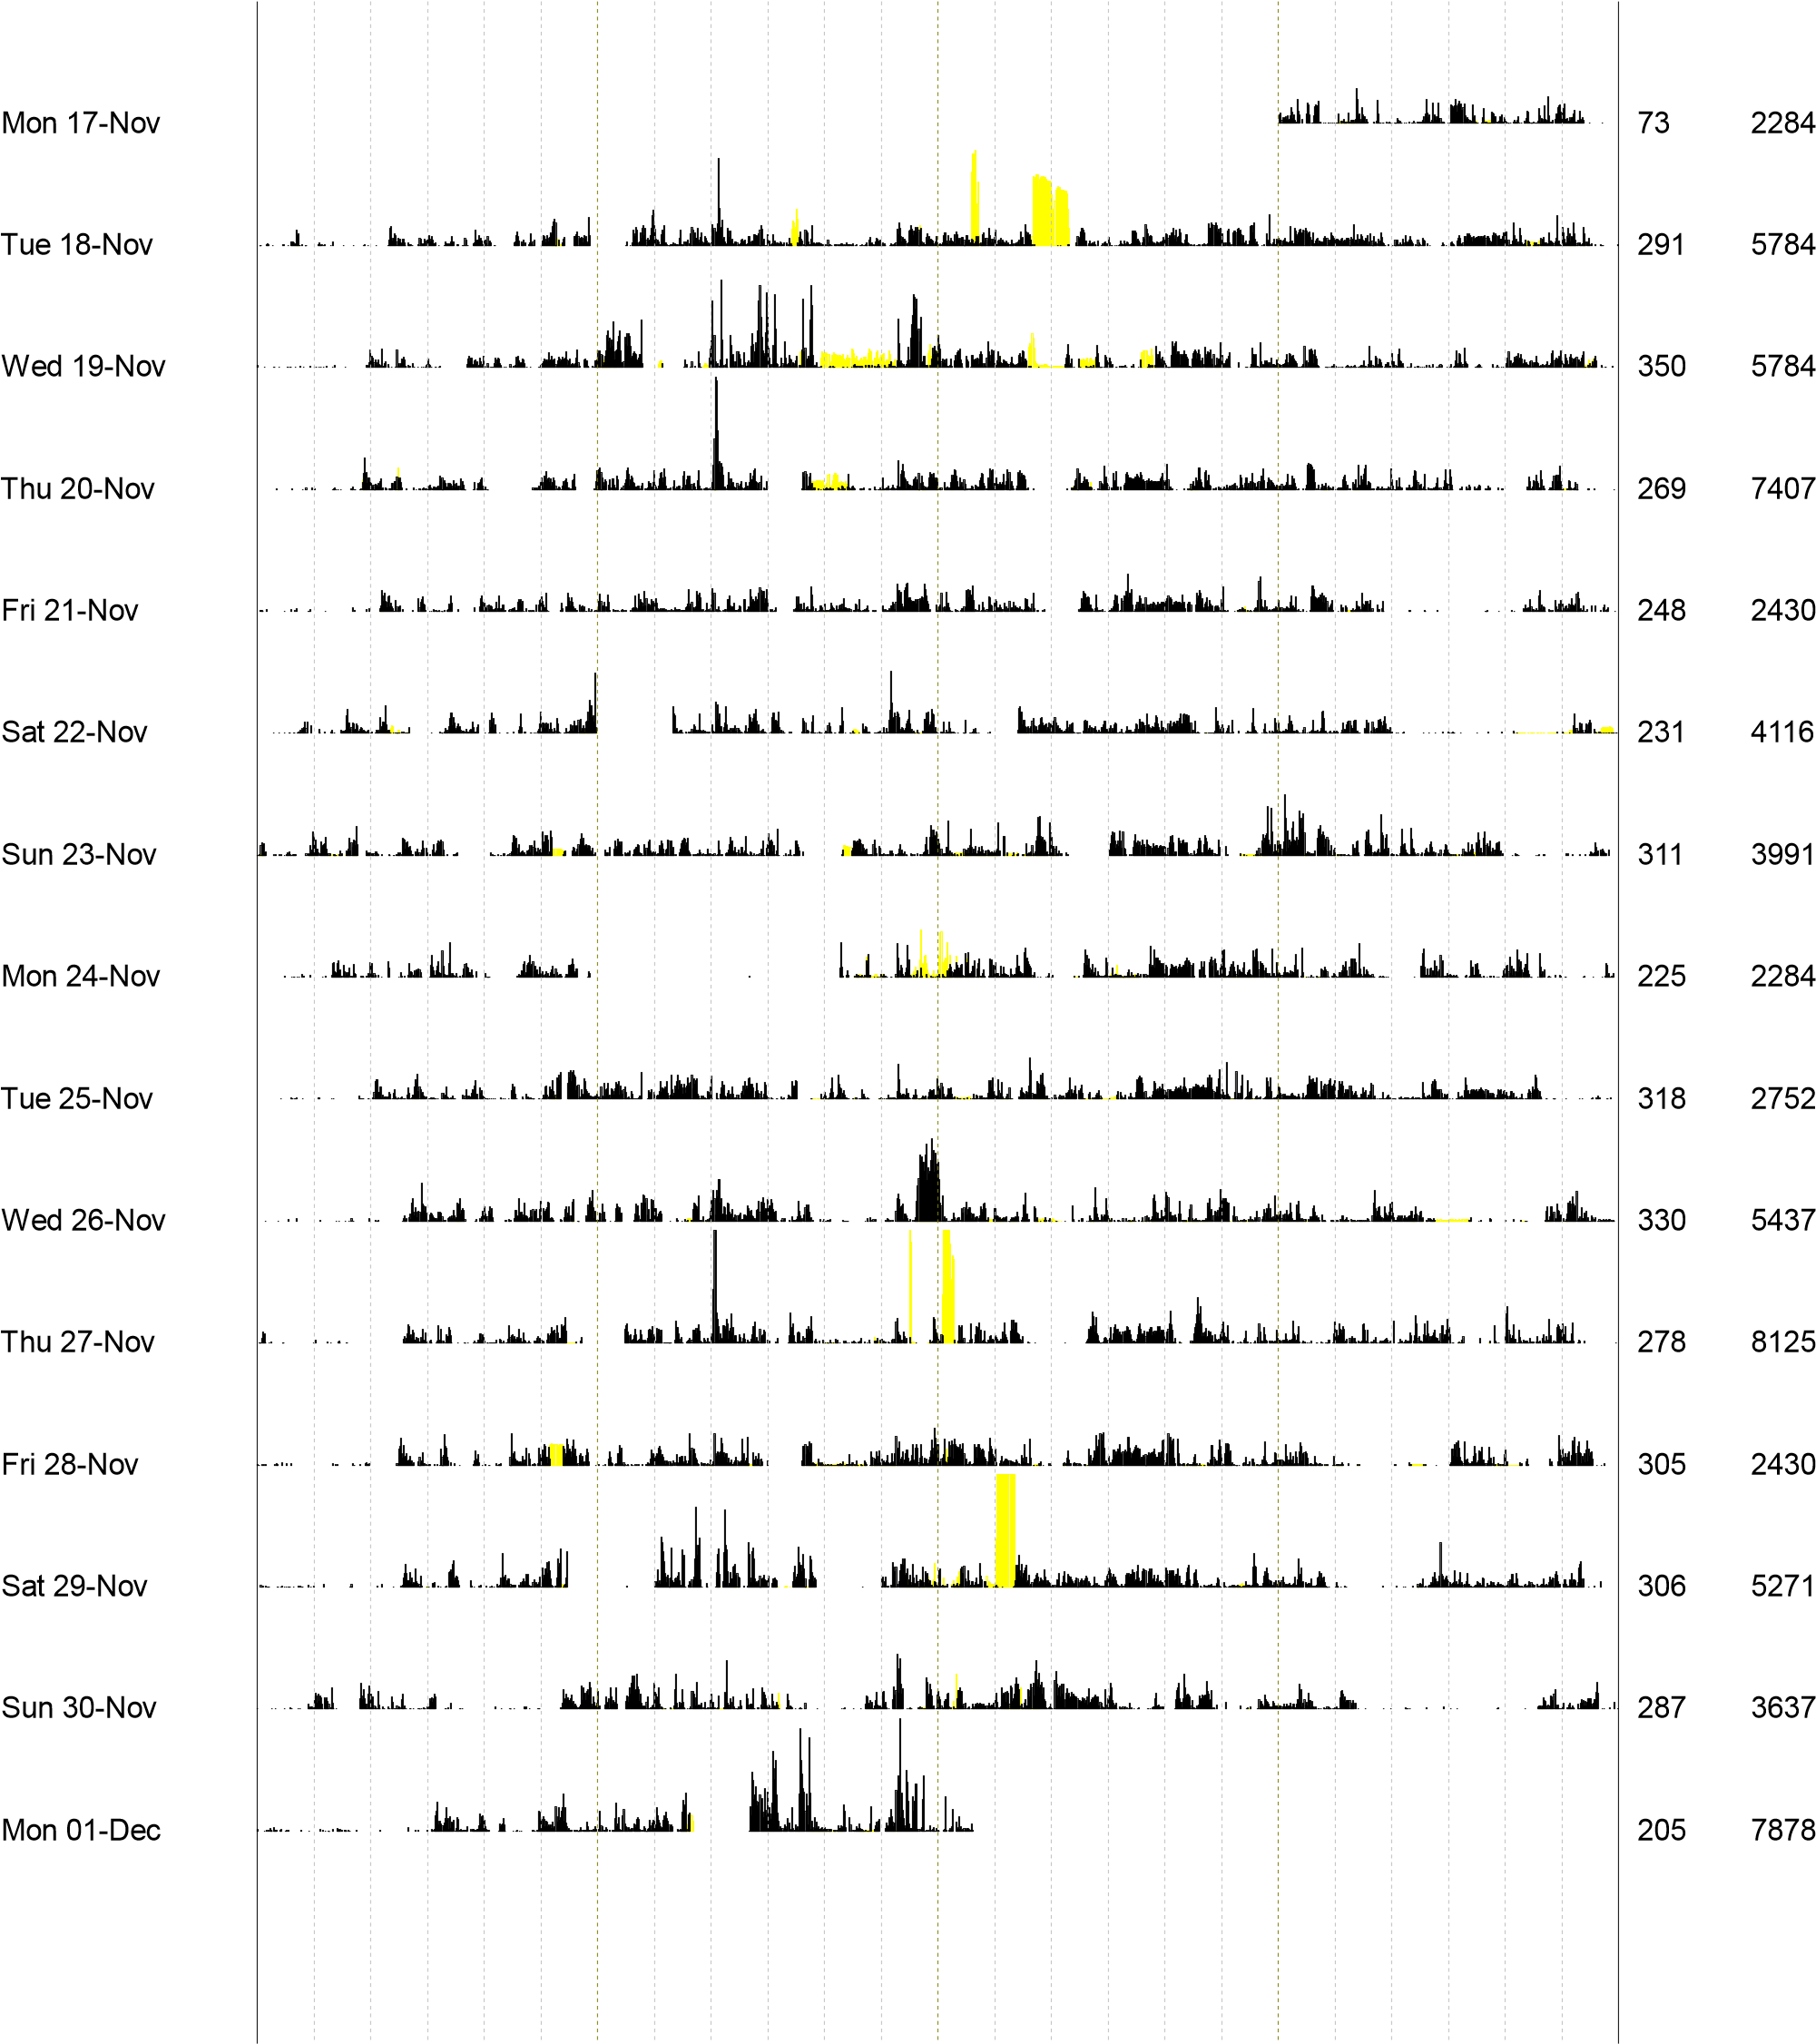 Mon 17-Nov 73 2284
Tue 18-Nov 291 5784
Wed 19-Nov 350 5784
Thu 20-Nov 269 7407
Fri 21-Nov 248 2430
Sat 22-Nov 231 4116
Sun 23-Nov 311 3991
Mon 24-Nov 225 2284
Tue 25-Nov 318 2752
Wed 26-Nov 330 5437
Thu 27-Nov 278 8125
Fri 28-Nov 305 2430
Sat 29-Nov 306 5271
Sun 30-Nov 287 3637
Mon 01-Dec 205 7878